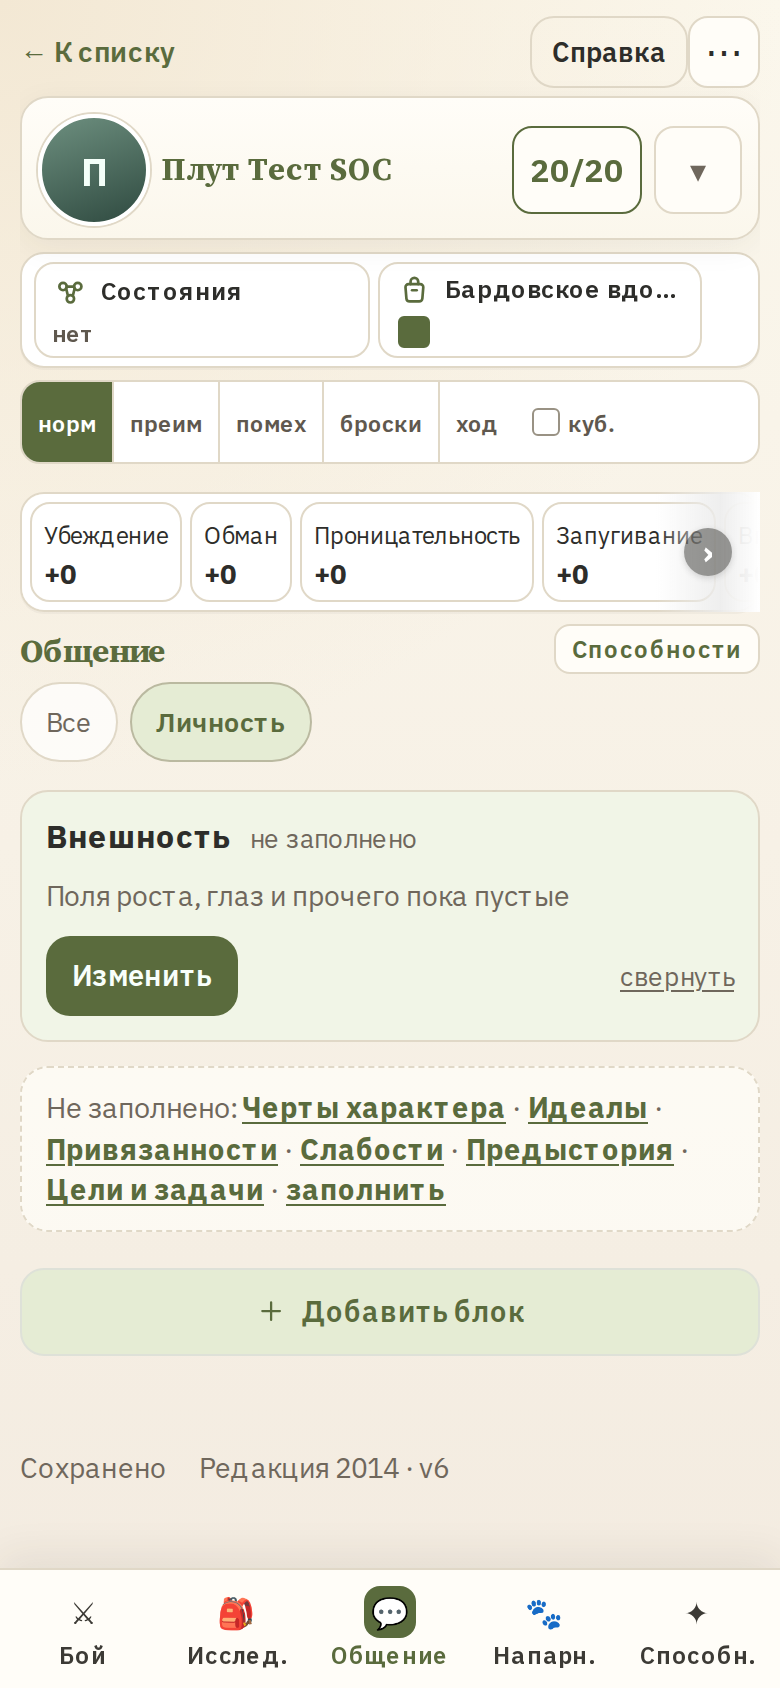 ← К списку
Справка
...
П
Плут Тест SOC
20/20
▼
Состояния
нет
Бардовское вдо...
норм
преим
помех
броски
ход
куб.
Убеждение
+0
Обман
+0
Проницательность
+0
Запугивание
+0
›
Общение
Способности
Все
Личность
Внешность не заполнено
Поля роста, глаз и прочего пока пустые
Изменить
свернуть
Не заполнено: Черты характера · Идеалы ·
Привязанности · Слабости · Предыстория ·
Цели и задачи · заполнить
+ Добавить блок
Сохранено Редакция 2014 · v6
Бой
Исслед.
Общение
Напарн.
Способн.